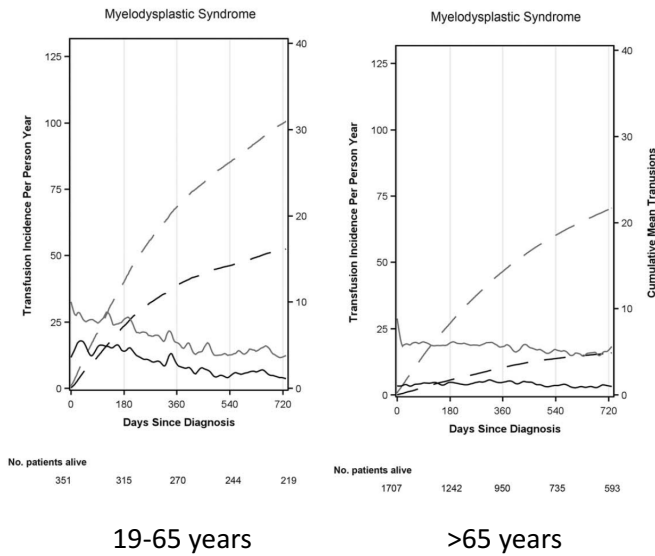 Myelodysplastic Syndrome
Transfusion Incidence Per Person Year
125
100
75
50
25
0
40
30
20
10
0
0 180 360 540 720
Days Since Diagnosis
No. patients alive
351 315 270 244 219
19-65 years
Myelodysplastic Syndrome
Transfusion Incidence Per Person Year
125
100
75
50
25
0
40
30
20
10
0
Cumulative Mean Tranusions
0 180 360 540 720
Days Since Diagnosis
No. patients alive
1707 1242 950 735 593
>65 years